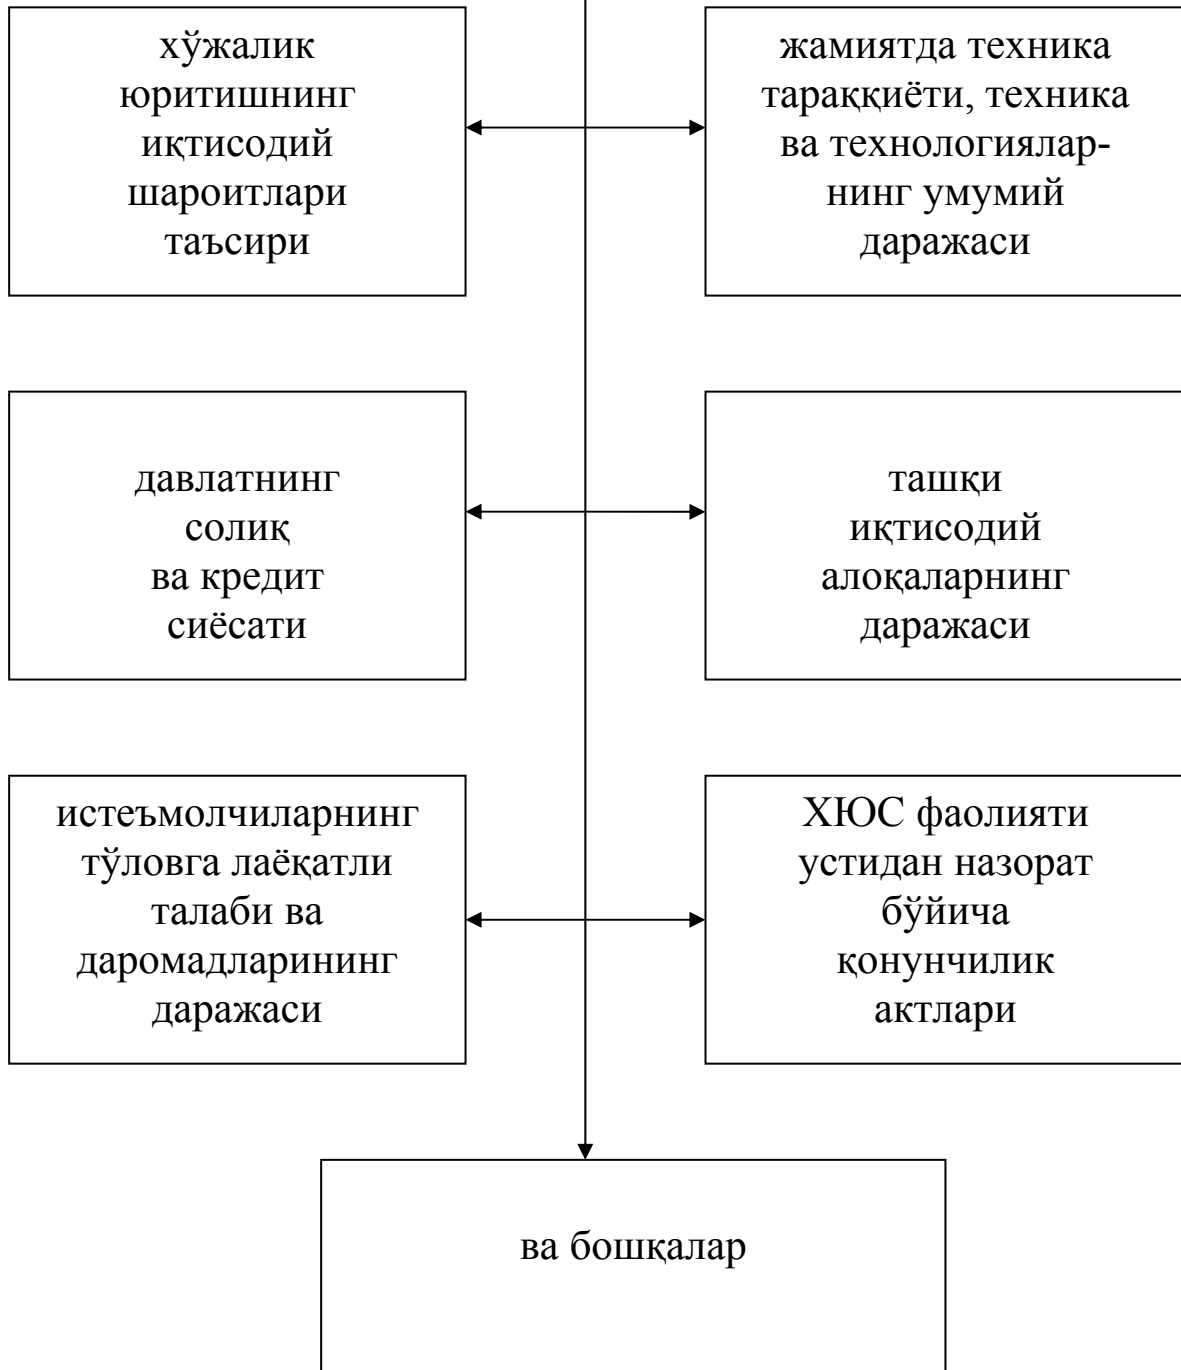 хўжалик
юритишнинг
иқтисодий
шароитлари
таъсири
жамиятда техника
тараққиёти, техника
ва технологиялар-
нинг умумий
даражаси
давлатнинг
солиқ
ва кредит
сиёсати
ташқи
иқтисодий
алоқаларнинг
даражаси
истеъмолчиларнинг
тўловга лаёқатли
талаби ва
даромадларининг
даражаси
ХЮС фаолияти
устидан назорат
бўйича
қонунчилик
актлари
ва бошқалар